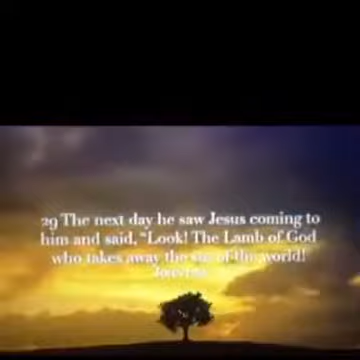 29 The next day he saw Jesus coming to
him and said, “Look! The Lamb of God
who takes away the sin of the world!